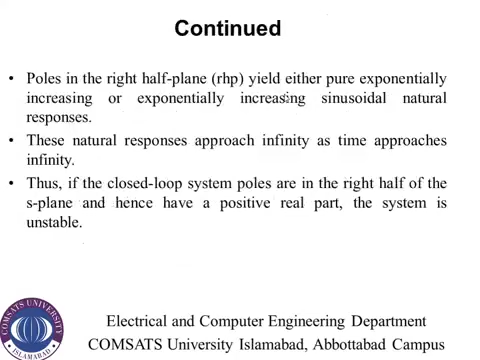 Continued
• Poles in the right half-plane (rhp) yield either pure exponentially
increasing or exponentially increasing sinusoidal natural
responses.
• These natural responses approach infinity as time approaches
infinity.
• Thus, if the closed-loop system poles are in the right half of the
s-plane and hence have a positive real part, the system is
unstable.
COMSATS UNIVERSITY
ISLAMABAD
Electrical and Computer Engineering Department
COMSATS University Islamabad, Abbottabad Campus